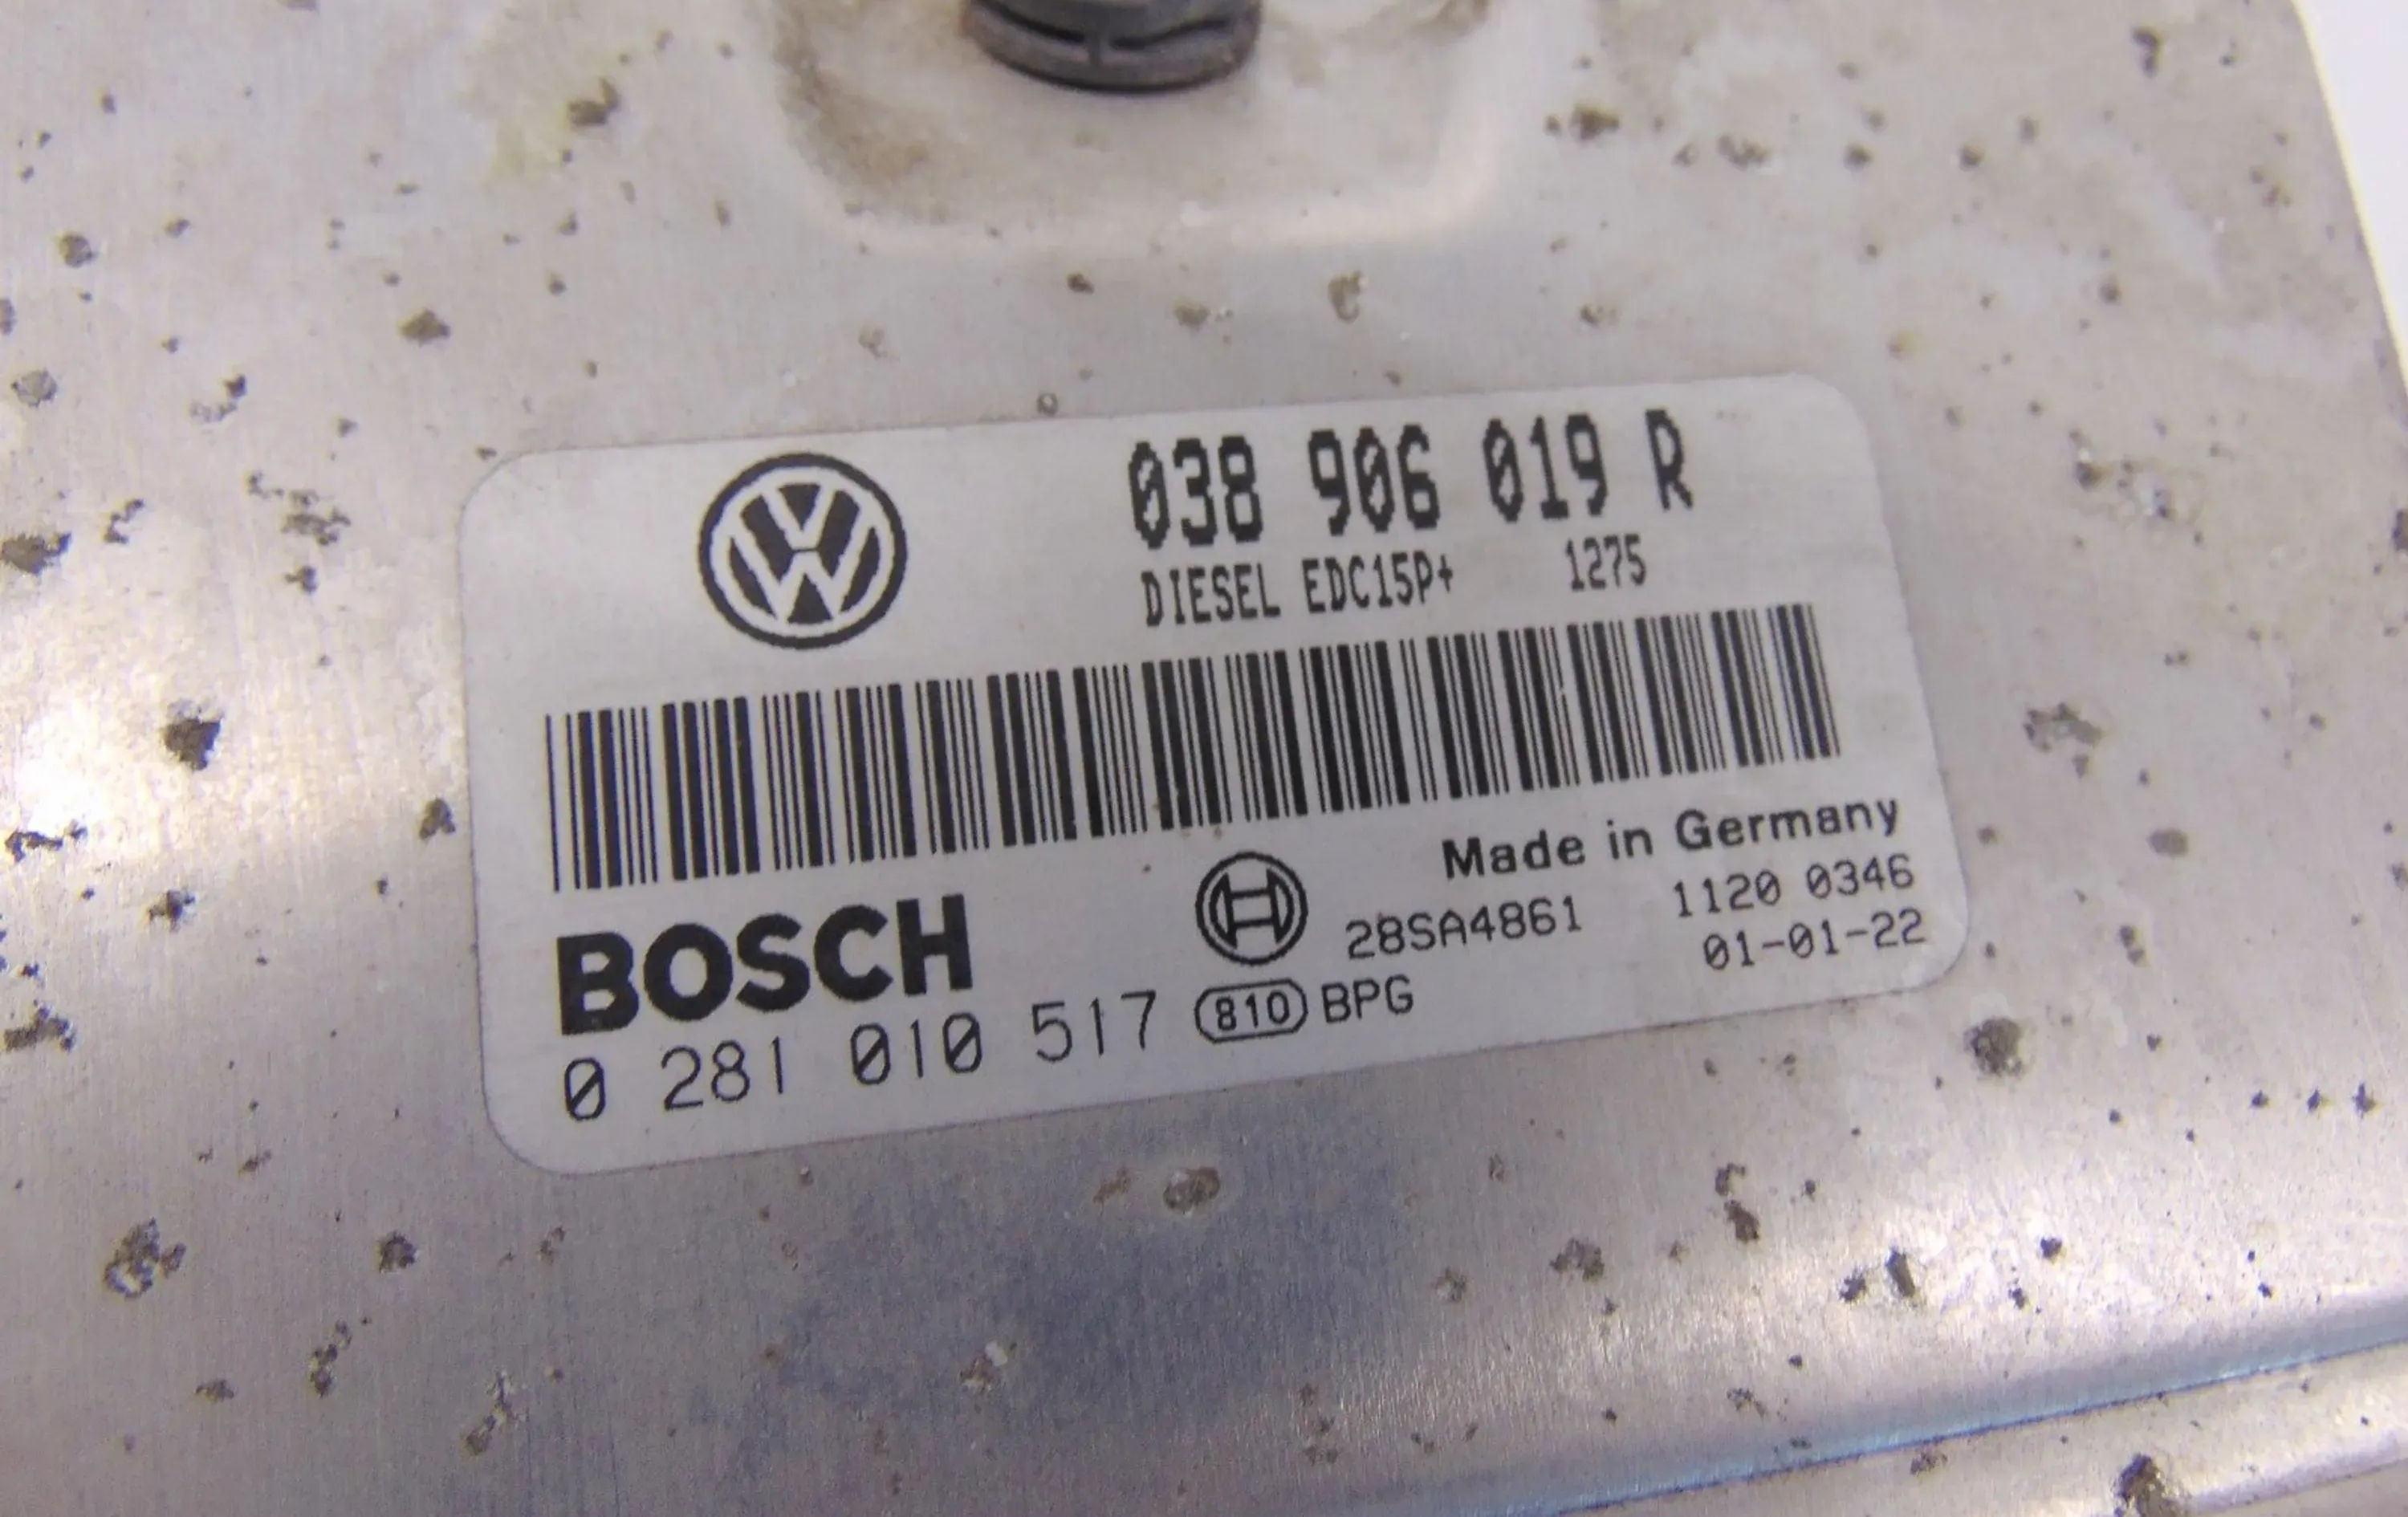 038 906 019 R
DIESEL EDC15P+ 1275
Made in Germany
BOSCH 28SA4861 1120 0346
01-01-22
0 281 010 517 810 BPG